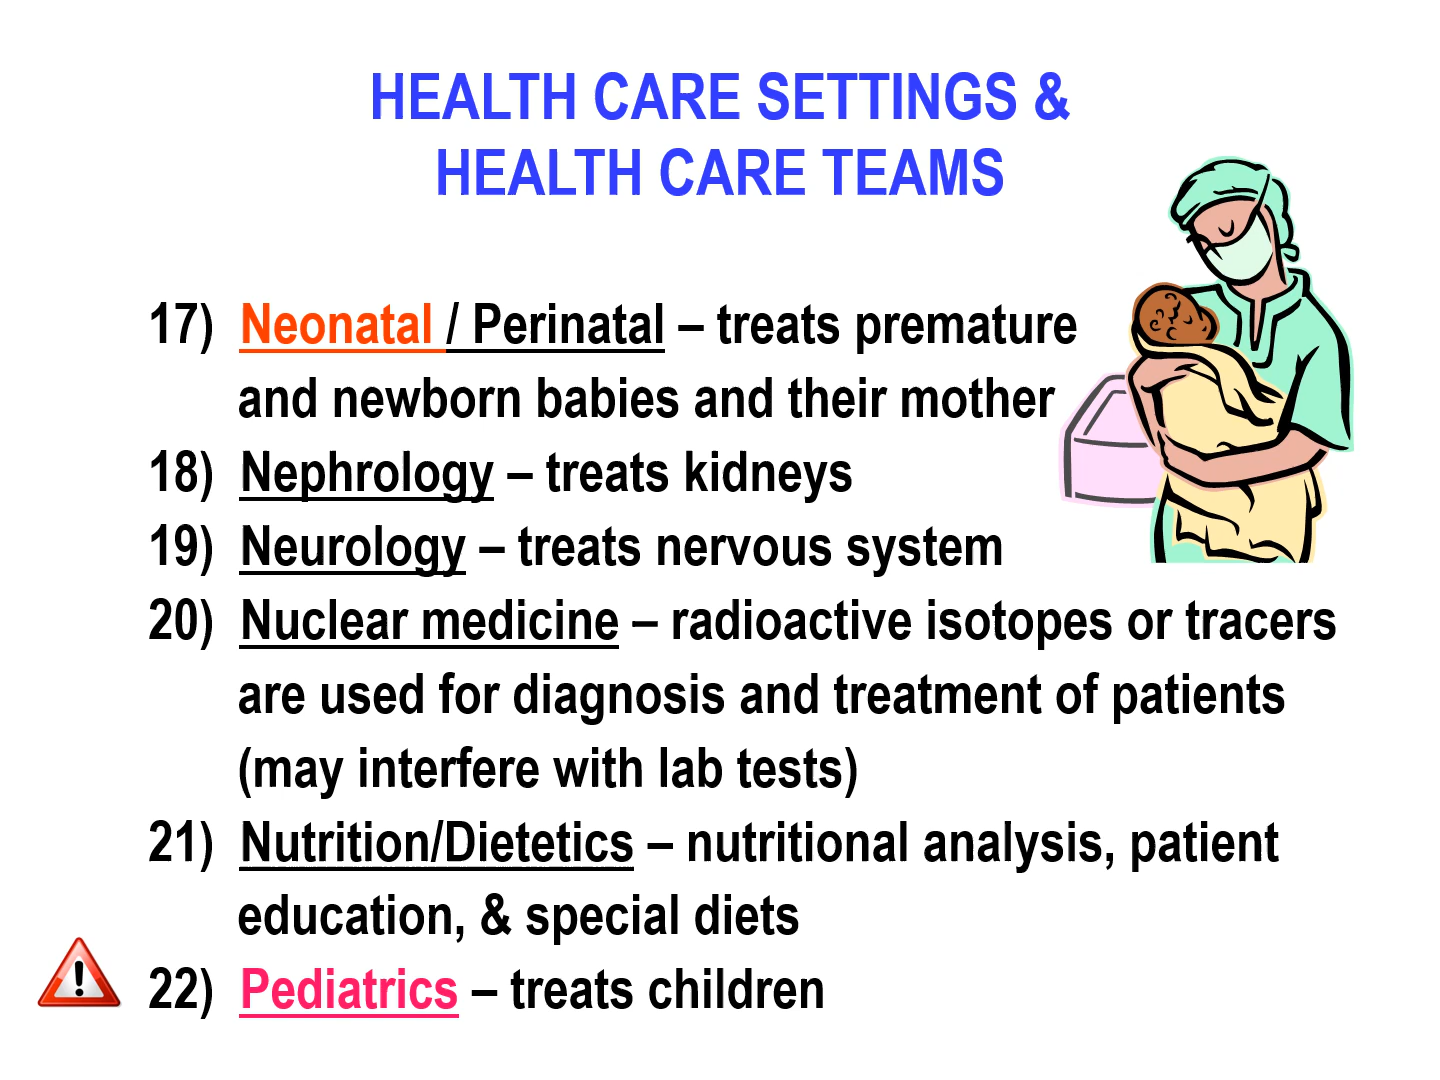 HEALTH CARE SETTINGS &
HEALTH CARE TEAMS
17) Neonatal / Perinatal – treats premature
and newborn babies and their mother
18) Nephrology – treats kidneys
19) Neurology – treats nervous system
20) Nuclear medicine – radioactive isotopes or tracers
are used for diagnosis and treatment of patients
(may interfere with lab tests)
21) Nutrition/Dietetics – nutritional analysis, patient
education, & special diets
22) Pediatrics – treats children